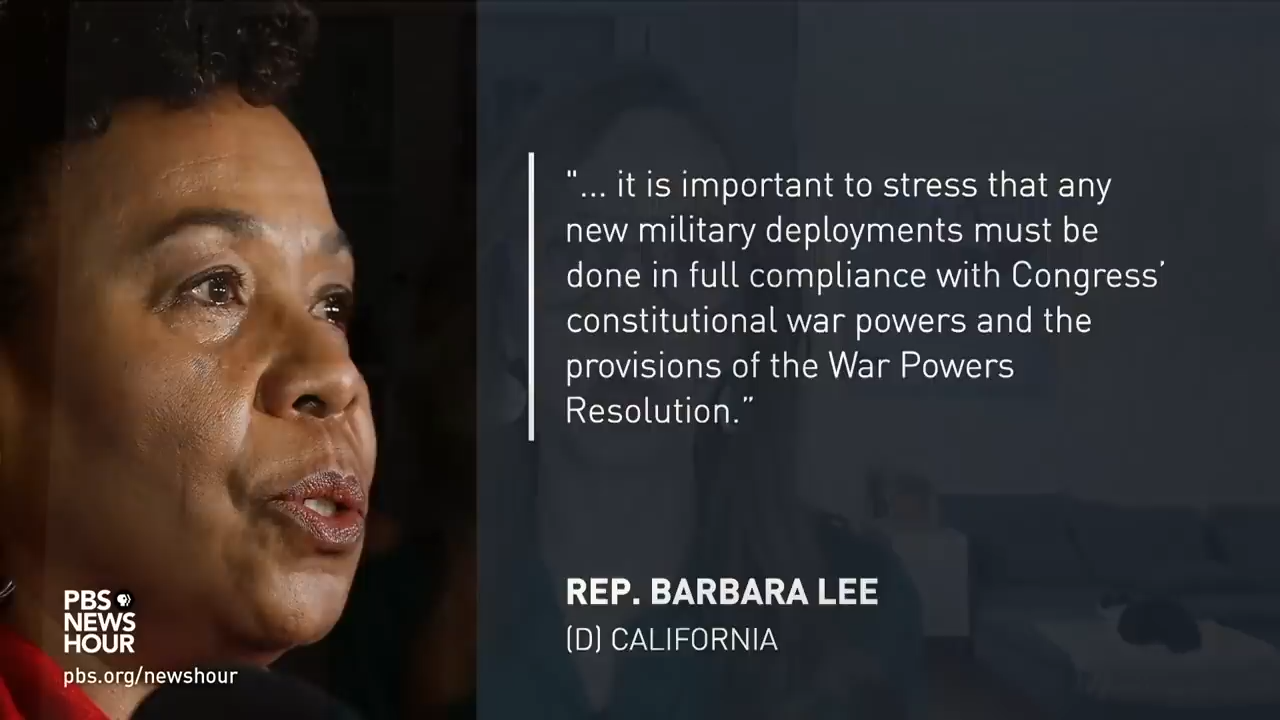 "... it is important to stress that any
new military deployments must be
done in full compliance with Congress’
constitutional war powers and the
provisions of the War Powers
Resolution.”
REP. BARBARA LEE
(D) CALIFORNIA
PBS
NEWS
HOUR
pbs.org/newshour